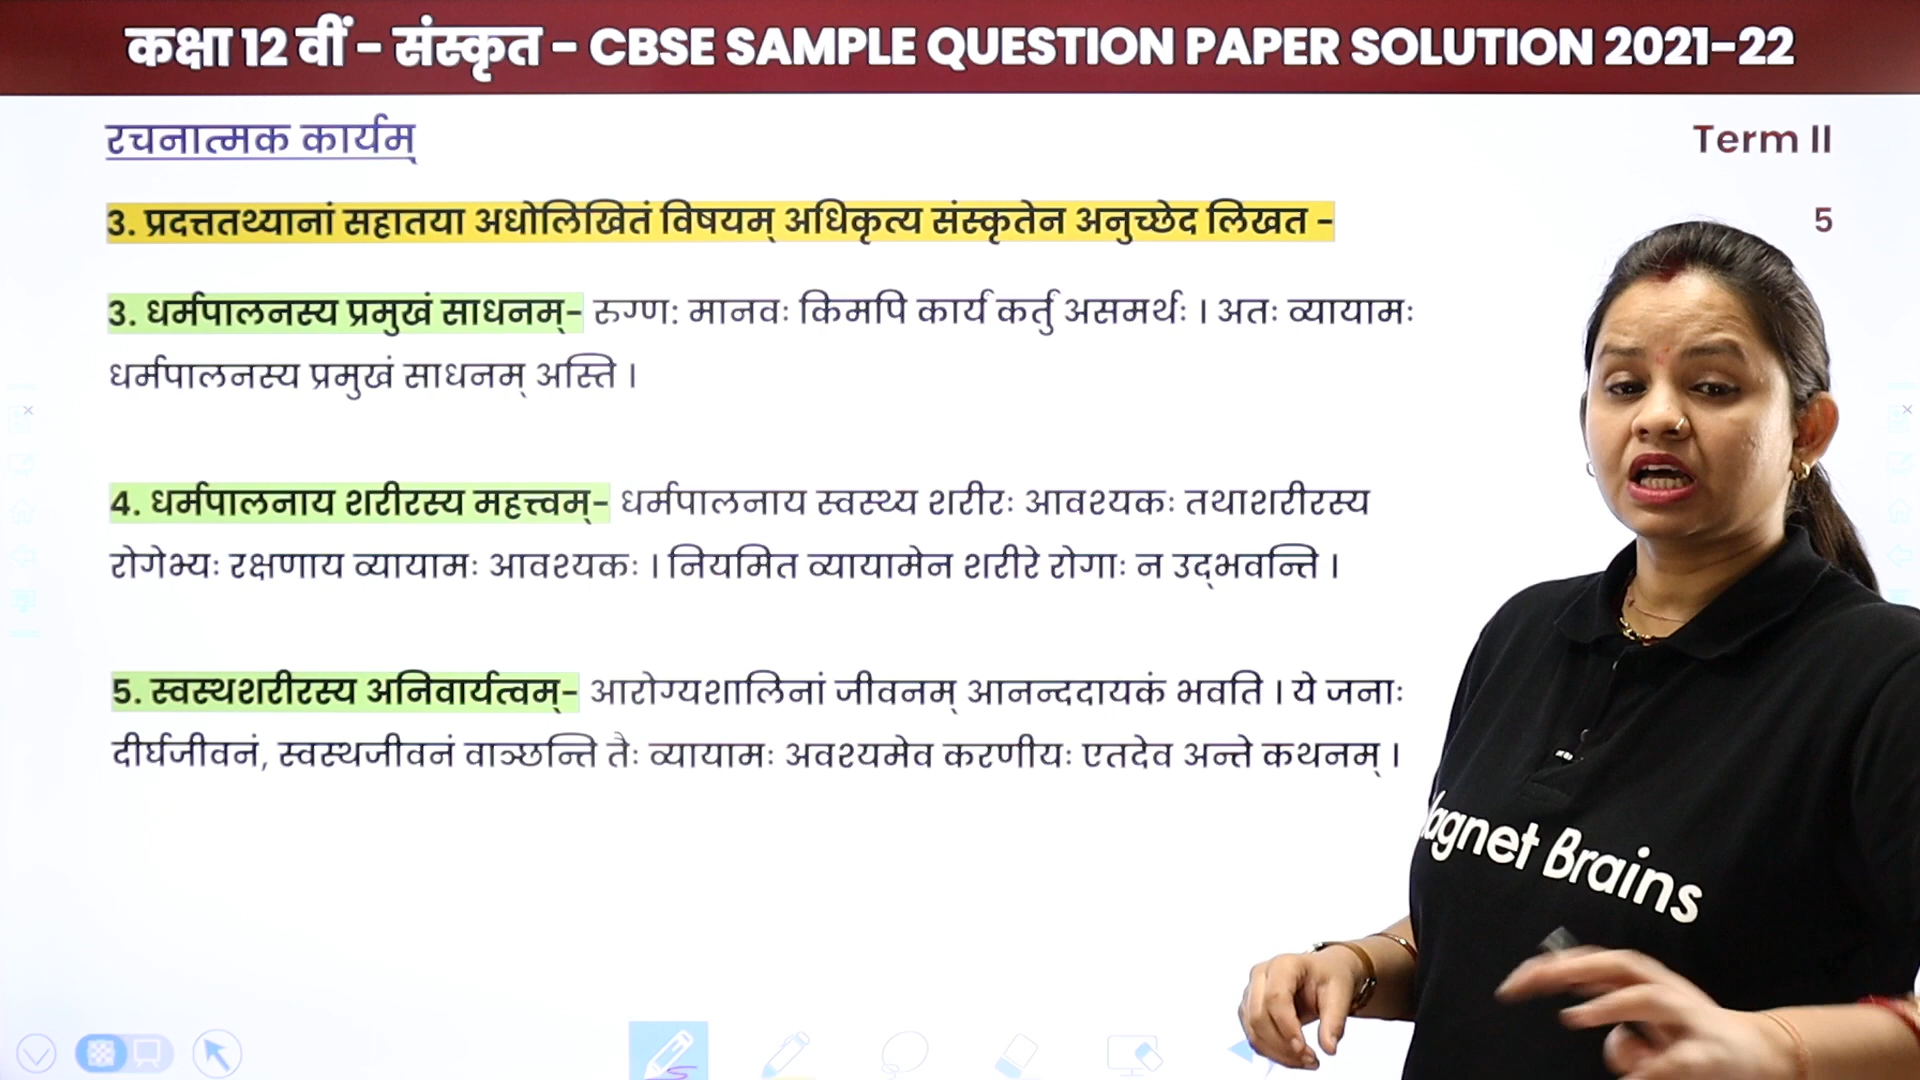 कक्षा 12 वीं - संस्कृत - CBSE SAMPLE QUESTION PAPER SOLUTION 2021-22
रचनात्मक कार्यम्
Term II
3. प्रदत्ततथ्यानां सहातया अधोलिखितं विषयम् अधिकृत्य संस्कृतेन अनुच्छेद लिखत -
5
3. धर्मपालनस्य प्रमुखं साधनम्- रुग्ण: मानवः किमपि कार्य कर्तु असमर्थः । अतः व्यायामः
धर्मपालनस्य प्रमुखं साधनम् अस्ति ।
4. धर्मपालनाय शरीरस्य महत्त्वम्- धर्मपालनाय स्वस्थ्य शरीरः आवश्यकः तथाशरीरस्य
रोगेभ्यः रक्षणाय व्यायामः आवश्यकः । नियमित व्यायामेन शरीरे रोगाः न उद्भवन्ति ।
5. स्वस्थशरीरस्य अनिवार्यत्वम्- आरोग्यशालिनां जीवनम् आनन्ददायकं भवति । ये जनाः
दीर्घजीवनं, स्वस्थजीवनं वाञ्छन्ति तैः व्यायामः अवश्यमेव करणीयः एतदेव अन्ते कथनम् ।
agnet Brains